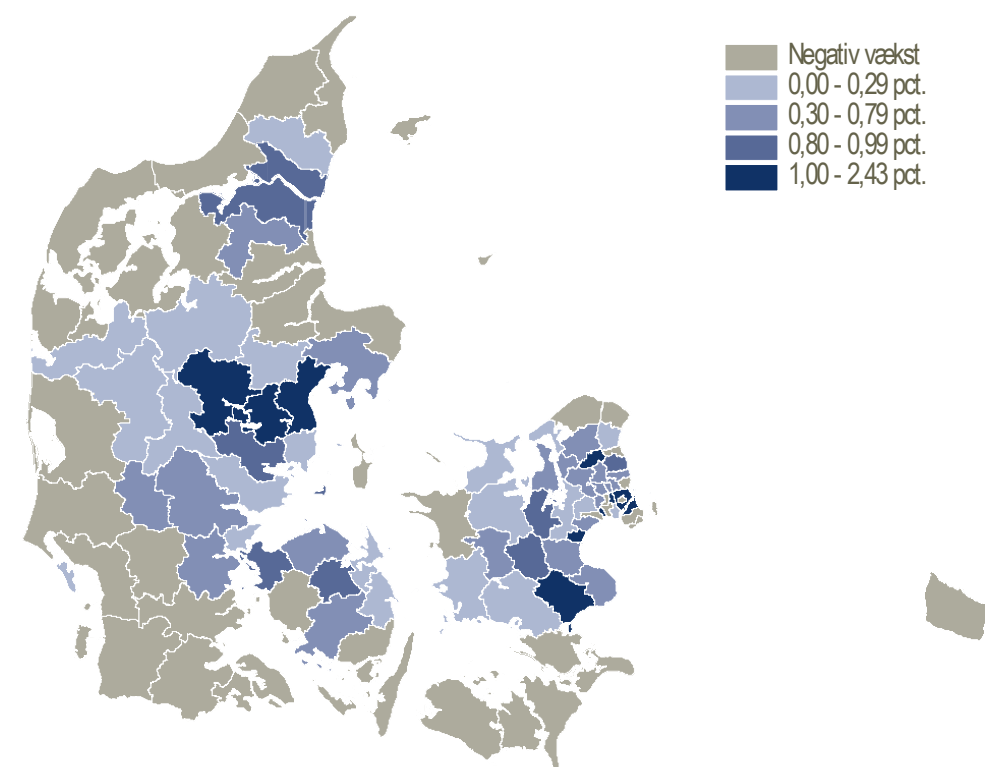 Negativ vækst
0,00 - 0,29 pct.
0,30 - 0,79 pct.
0,80 - 0,99 pct.
1,00 - 2,43 pct.